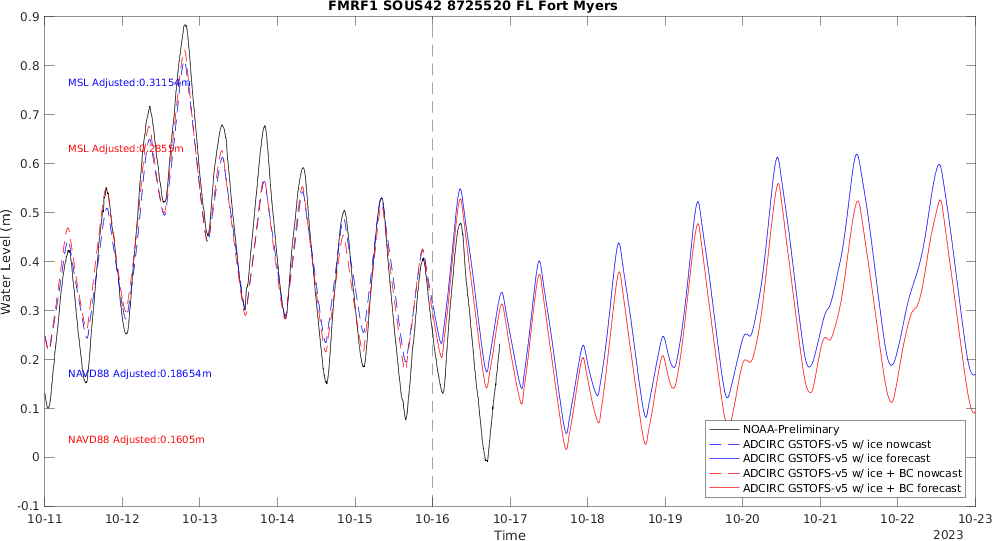 FMRF1 SOUS42 8725520 FL Fort Myers
0.9
0.8
0.7
0.6
0.5
0.4
0.3
0.2
0.1
0
-0.1
Water Level (m)
MSL Adjusted:0.31154m
MSL Adjusted:0.2855m
NAVD88 Adjusted:0.18654m
NAVD88 Adjusted:0.1605m
NOAA-Preliminary
ADCIRC GSTOFS-v5 w/ ice nowcast
ADCIRC GSTOFS-v5 w/ ice forecast
ADCIRC GSTOFS-v5 w/ ice + BC nowcast
ADCIRC GSTOFS-v5 w/ ice + BC forecast
10-11 10-12 10-13 10-14 10-15 10-16 10-17 10-18 10-19 10-20 10-21 10-22 10-23
Time
2023